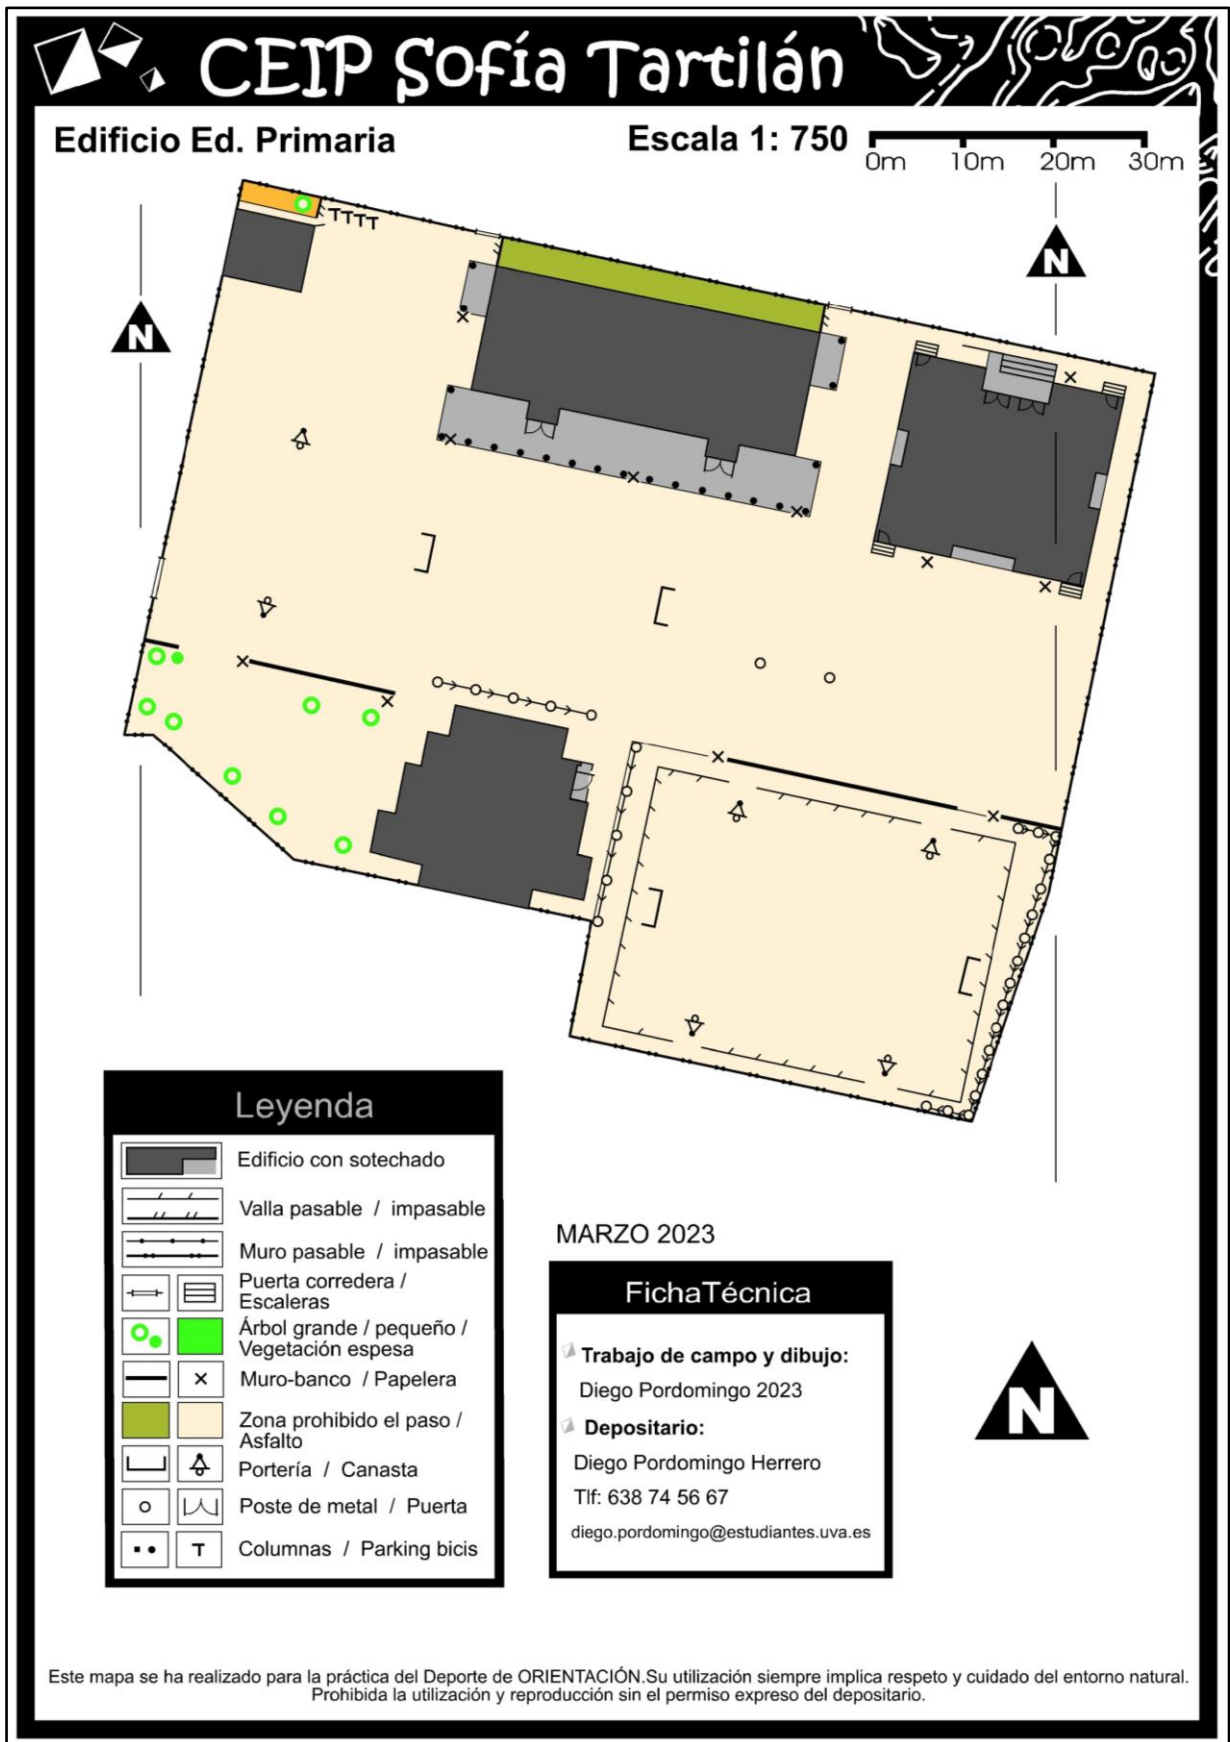 CEIP Sofía Tartilán
Edificio Ed. Primaria
Escala 1: 750
0m 10m 20m 30m
N
N
TTTT
Leyenda
Edificio con sotechado
Valla pasable / impasable
Muro pasable / impasable
Puerta corredera /
Escaleras
Árbol grande / pequeño /
Vegetación espesa
Muro-banco / Papelera
Zona prohibido el paso /
Asfalto
Portería / Canasta
Poste de metal / Puerta
T
Columnas / Parking bicis
MARZO 2023
FichaTécnica
Trabajo de campo y dibujo:
Diego Pordomingo 2023
Depositario:
Diego Pordomingo Herrero
Tlf: 638 74 56 67
diego.pordomingo@estudiantes.uva.es
N
Este mapa se ha realizado para la práctica del Deporte de ORIENTACIÓN.Su utilización siempre implica respeto y cuidado del entorno natural.
Prohibida la utilización y reproducción sin el permiso expreso del depositario.